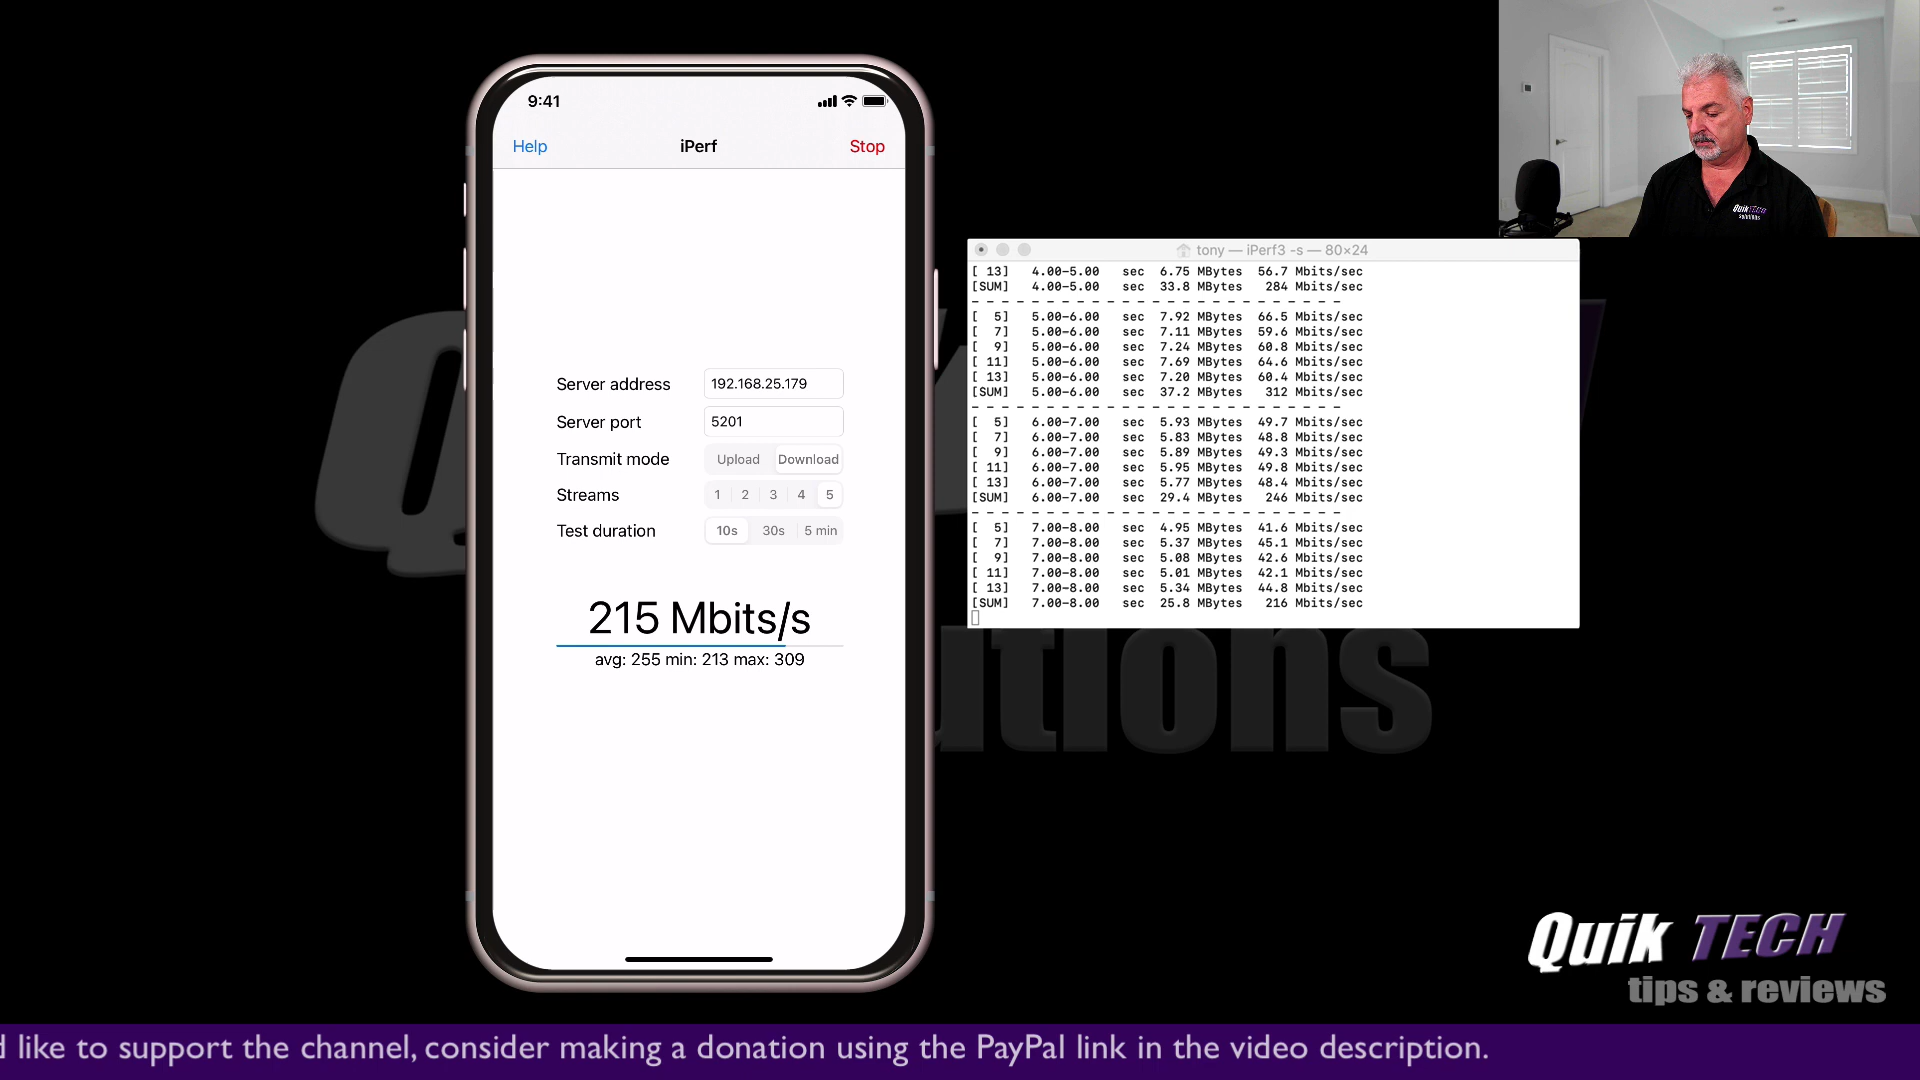 9:41
Help
iPerf
Stop
Server address
192.168.25.179
Server port
5201
Transmit mode
Upload
Download
Streams
1 2 3 4 5
Test duration
10s 30s 5 min
215 Mbits/s
avg: 255 min: 213 max: 309
tony — iPerf3 -s — 80×24
[ 13] 4.00-5.00 sec 6.75 MBytes 56.7 Mbits/sec
[SUM] 4.00-5.00 sec 33.8 MBytes 284 Mbits/sec
- - - - - - - - - - - - - - - - - - - - - - - - -
[ 5] 5.00-6.00 sec 7.92 MBytes 66.5 Mbits/sec
[ 7] 5.00-6.00 sec 7.11 MBytes 59.6 Mbits/sec
[ 9] 5.00-6.00 sec 7.24 MBytes 60.8 Mbits/sec
[ 11] 5.00-6.00 sec 7.69 MBytes 64.6 Mbits/sec
[ 13] 5.00-6.00 sec 7.20 MBytes 60.4 Mbits/sec
[SUM] 5.00-6.00 sec 37.2 MBytes 312 Mbits/sec
- - - - - - - - - - - - - - - - - - - - - - - - -
[ 5] 6.00-7.00 sec 5.93 MBytes 49.7 Mbits/sec
[ 7] 6.00-7.00 sec 5.83 MBytes 48.8 Mbits/sec
[ 9] 6.00-7.00 sec 5.89 MBytes 49.3 Mbits/sec
[ 11] 6.00-7.00 sec 5.95 MBytes 49.8 Mbits/sec
[ 13] 6.00-7.00 sec 5.77 MBytes 48.4 Mbits/sec
[SUM] 6.00-7.00 sec 29.4 MBytes 246 Mbits/sec
- - - - - - - - - - - - - - - - - - - - - - - - -
[ 5] 7.00-8.00 sec 4.95 MBytes 41.6 Mbits/sec
[ 7] 7.00-8.00 sec 5.37 MBytes 45.1 Mbits/sec
[ 9] 7.00-8.00 sec 5.08 MBytes 42.6 Mbits/sec
[ 11] 7.00-8.00 sec 5.01 MBytes 42.1 Mbits/sec
[ 13] 7.00-8.00 sec 5.34 MBytes 44.8 Mbits/sec
[SUM] 7.00-8.00 sec 25.8 MBytes 216 Mbits/sec
QuikTECH
solutions
Quik TECH
tips & reviews
like to support the channel, consider making a donation using the PayPal link in the video description.